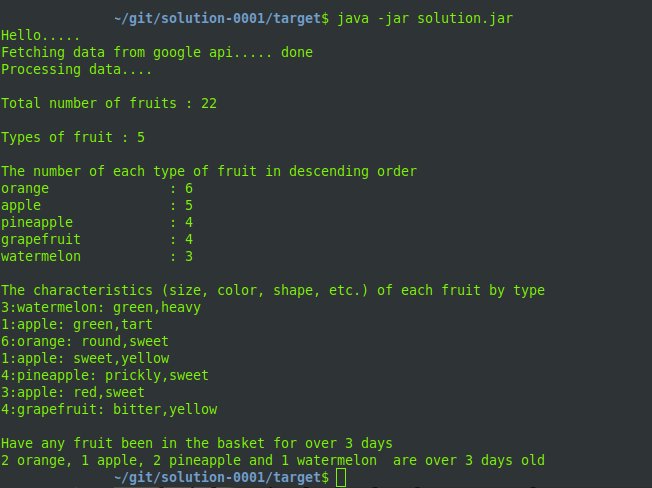 ~/git/solution-0001/target$ java -jar solution.jar
Hello.....
Fetching data from google api..... done
Processing data....
Total number of fruits : 22
Types of fruit : 5
The number of each type of fruit in descending order
orange : 6
apple : 5
pineapple : 4
grapefruit : 4
watermelon : 3
The characteristics (size, color, shape, etc.) of each fruit by type
3:watermelon: green,heavy
1:apple: green,tart
6:orange: round,sweet
1:apple: sweet,yellow
4:pineapple: prickly,sweet
3:apple: red,sweet
4:grapefruit: bitter,yellow
Have any fruit been in the basket for over 3 days
2 orange, 1 apple, 2 pineapple and 1 watermelon  are over 3 days old
~/git/solution-0001/target$